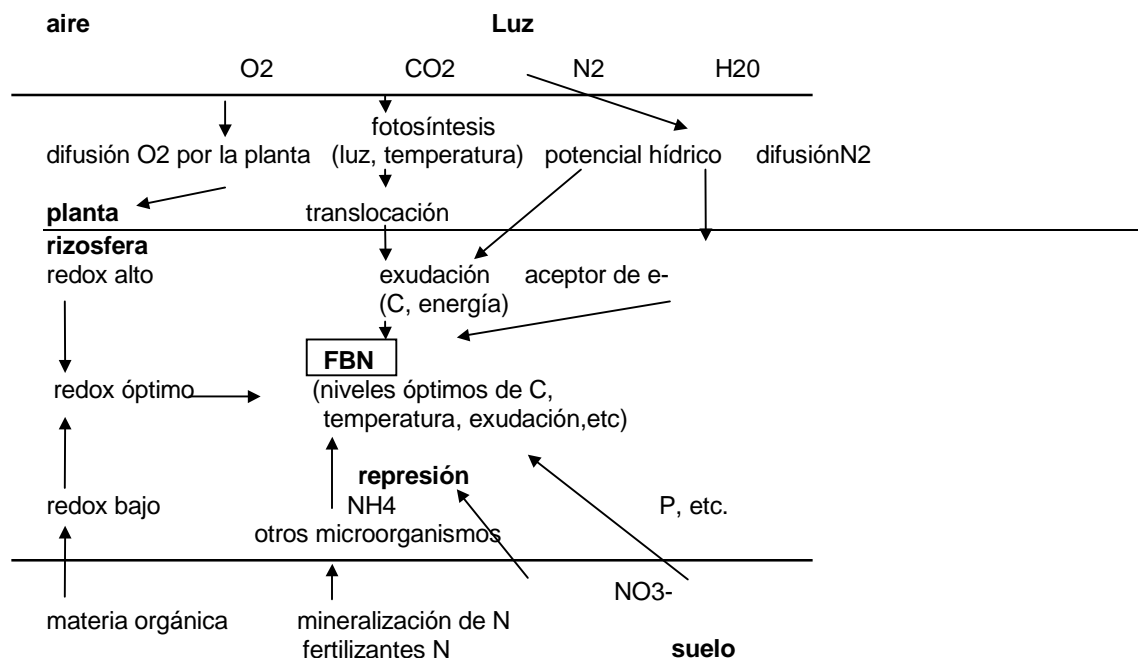 aire Luz
O2 CO2 N2 H20
fotosíntesis
difusión O2 por la planta (luz, temperatura) potencial hídrico difusiónN2
planta translocación
rizosfera
redox alto exudación aceptor de e-
(C, energía)
FBN
redox óptimo (niveles óptimos de C,
temperatura, exudación,etc)
represión
redox bajo NH4 P, etc.
otros microorganismos
NO3-
materia orgánica mineralización de N
fertilizantes N suelo